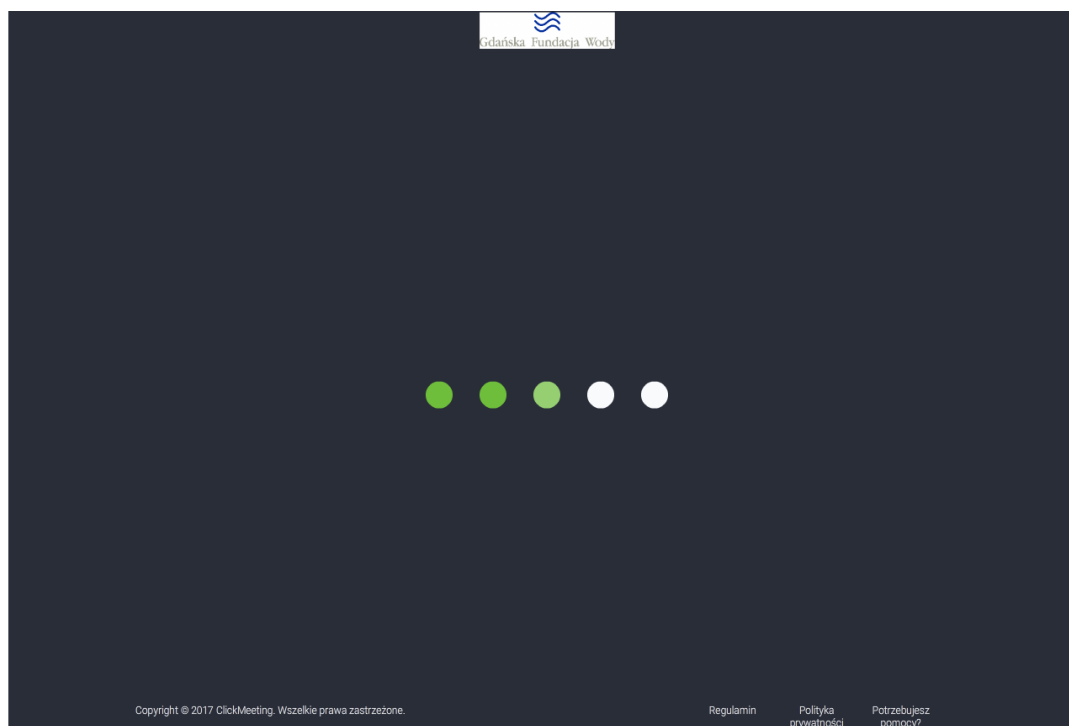 Gdańska Fundacja Wody
Copyright © 2017 ClickMeeting. Wszelkie prawa zastrzeżone.
Regulamin
Polityka
prywatności
Potrzebujesz
pomocy?